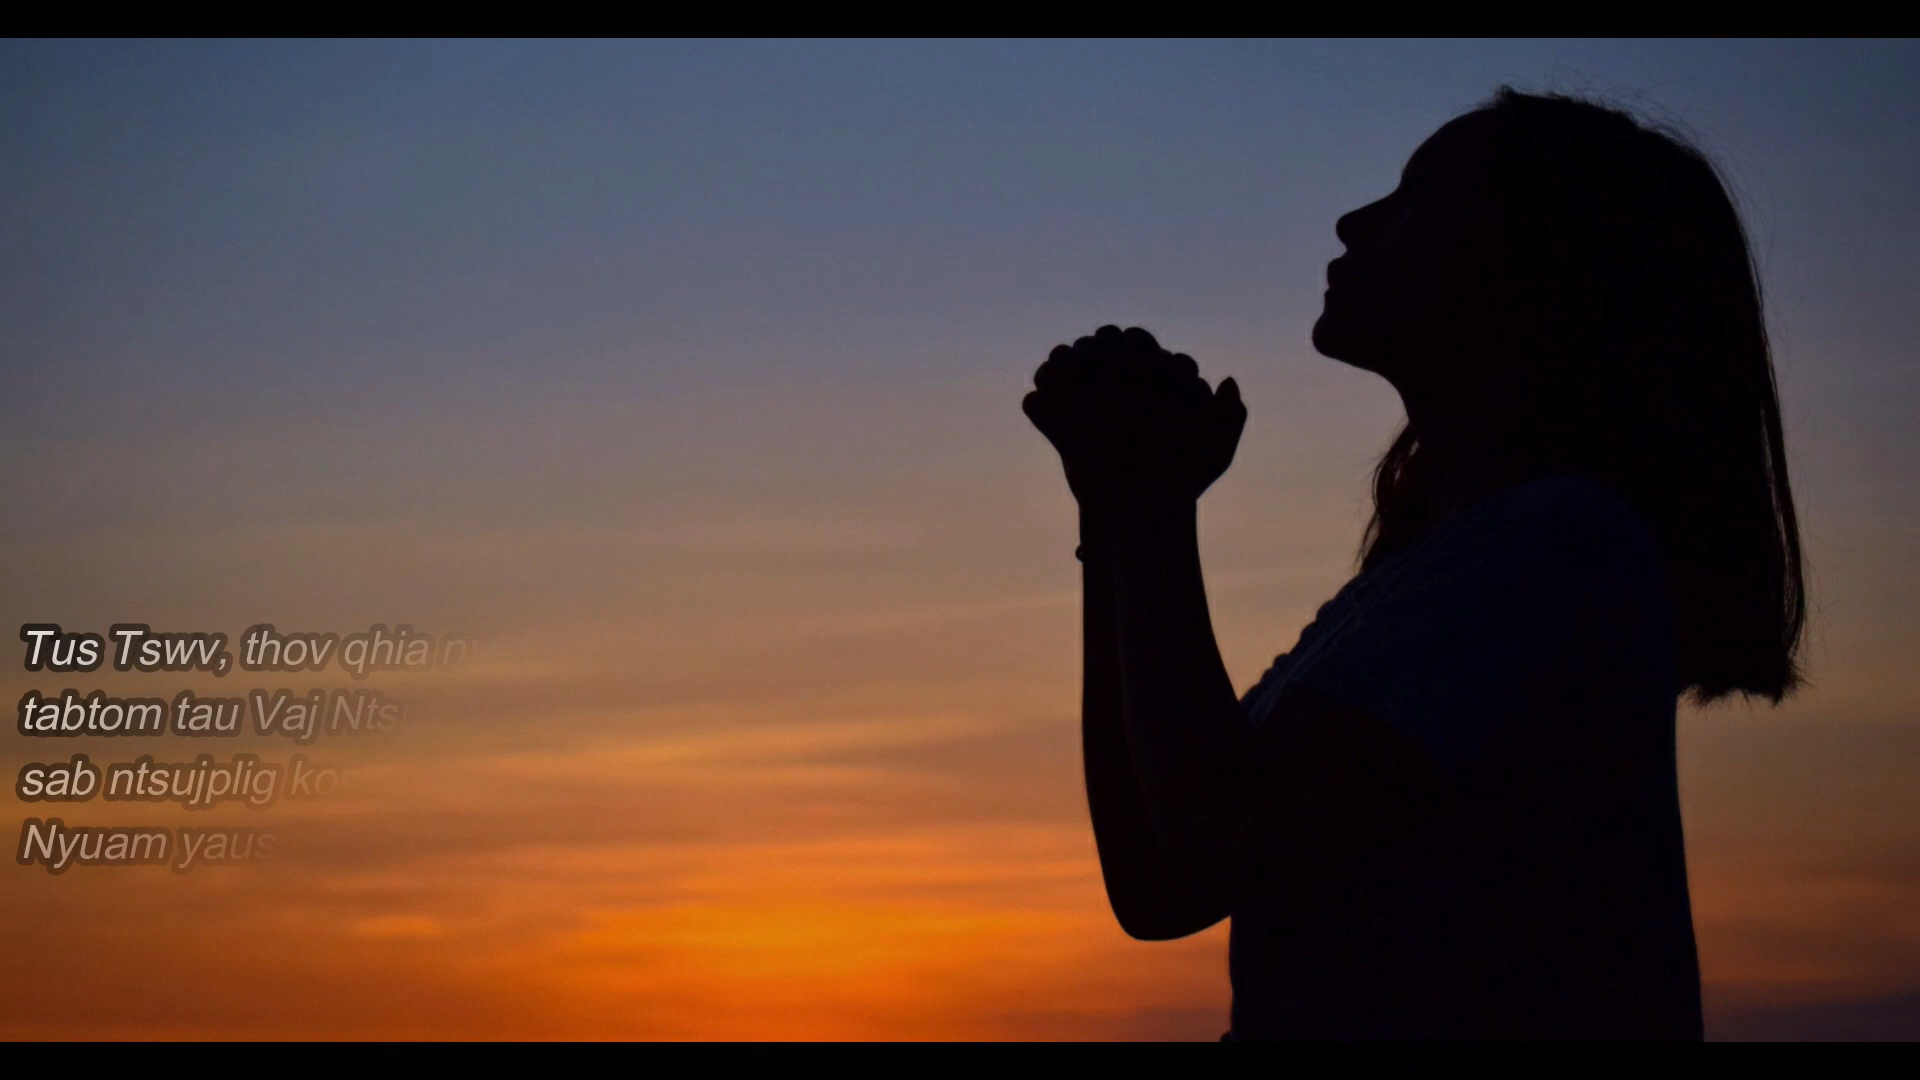 Tus Tswv, thov qhia
tabtom tau Vaj
sab ntsujplig
Nyuam yaus